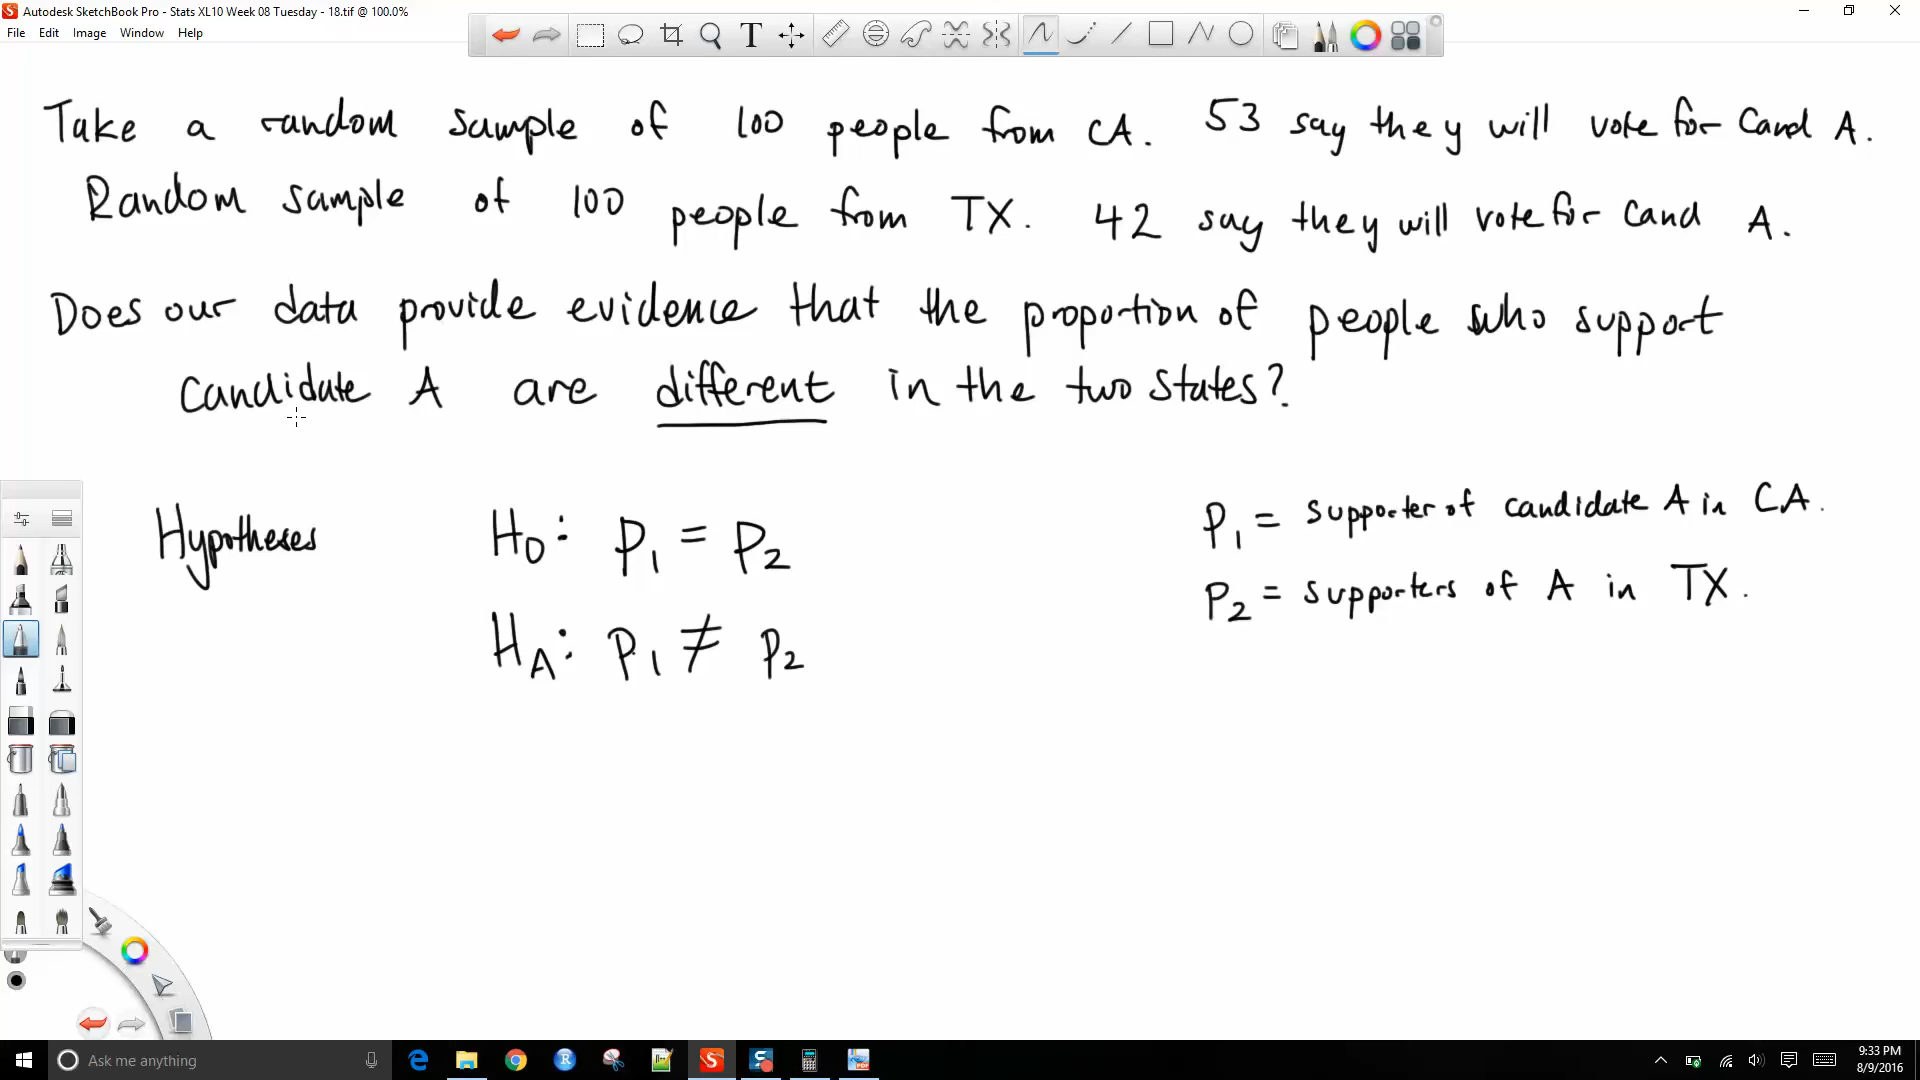 Autodesk SketchBook Pro - Stats XL10 Week 08 Tuesday - 18.tif @ 100.0%
File Edit Image Window Help
T
Take a random sample of 100 people from CA. 53 say they will vote for Cand A.
Random sample of 100 people from TX. 42 say they will vote for Cand A.
Does our data provide evidence that the proportion of people who support
candidate A are different in the two states?
Hypotheses H0: p1 = p2
HA: p1 ≠ p2
p1 = supporter of candidate A in CA.
p2 = supporters of A in TX.
Ask me anything
9:33 PM
8/9/2016